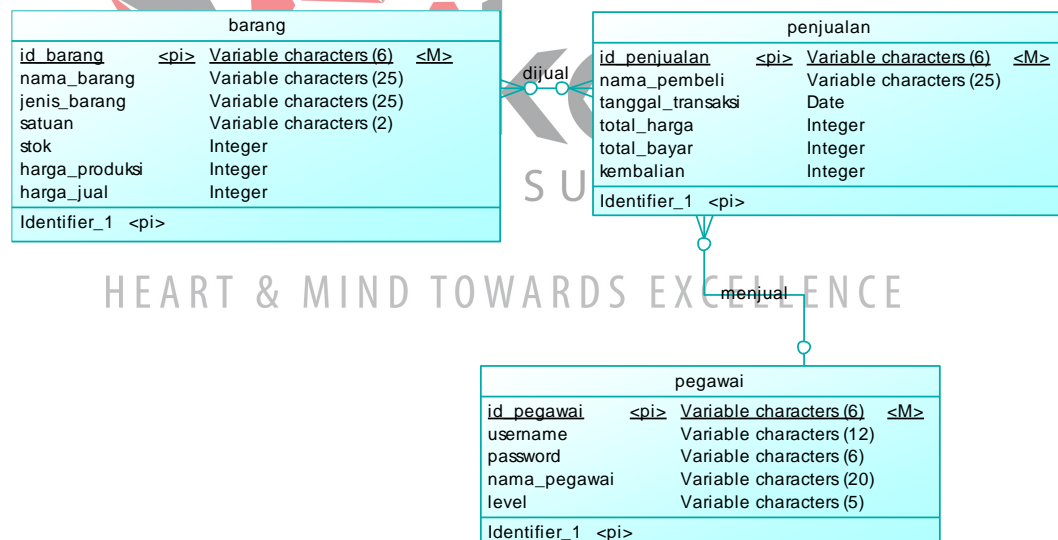 barang
id_barang <pi> Variable characters (6) <M>
nama_barang Variable characters (25)
jenis_barang Variable characters (25)
satuan Variable characters (2)
stok Integer
harga_produksi Integer
harga_jual Integer
Identifier_1 <pi>
dijual
penjualan
id_penjualan <pi> Variable characters (6) <M>
nama_pembeli Variable characters (25)
tanggal_transaksi Date
total_harga Integer
total_bayar Integer
kembalian Integer
Identifier_1 <pi>
S U
HEART & MIND TOWARDS EXCELLENCE
menjual
pegawai
id_pegawai <pi> Variable characters (6) <M>
username Variable characters (12)
password Variable characters (6)
nama_pegawai Variable characters (20)
level Variable characters (5)
Identifier_1 <pi>